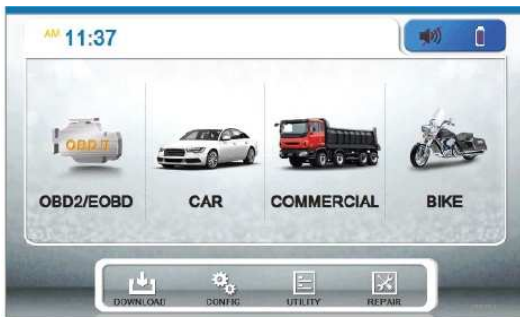 AM 11:37
OBD II
OBD2/EOBD
CAR
COMMERCIAL
BIKE
DOWNLOAD
CONFIG
UTILITY
REPAIR